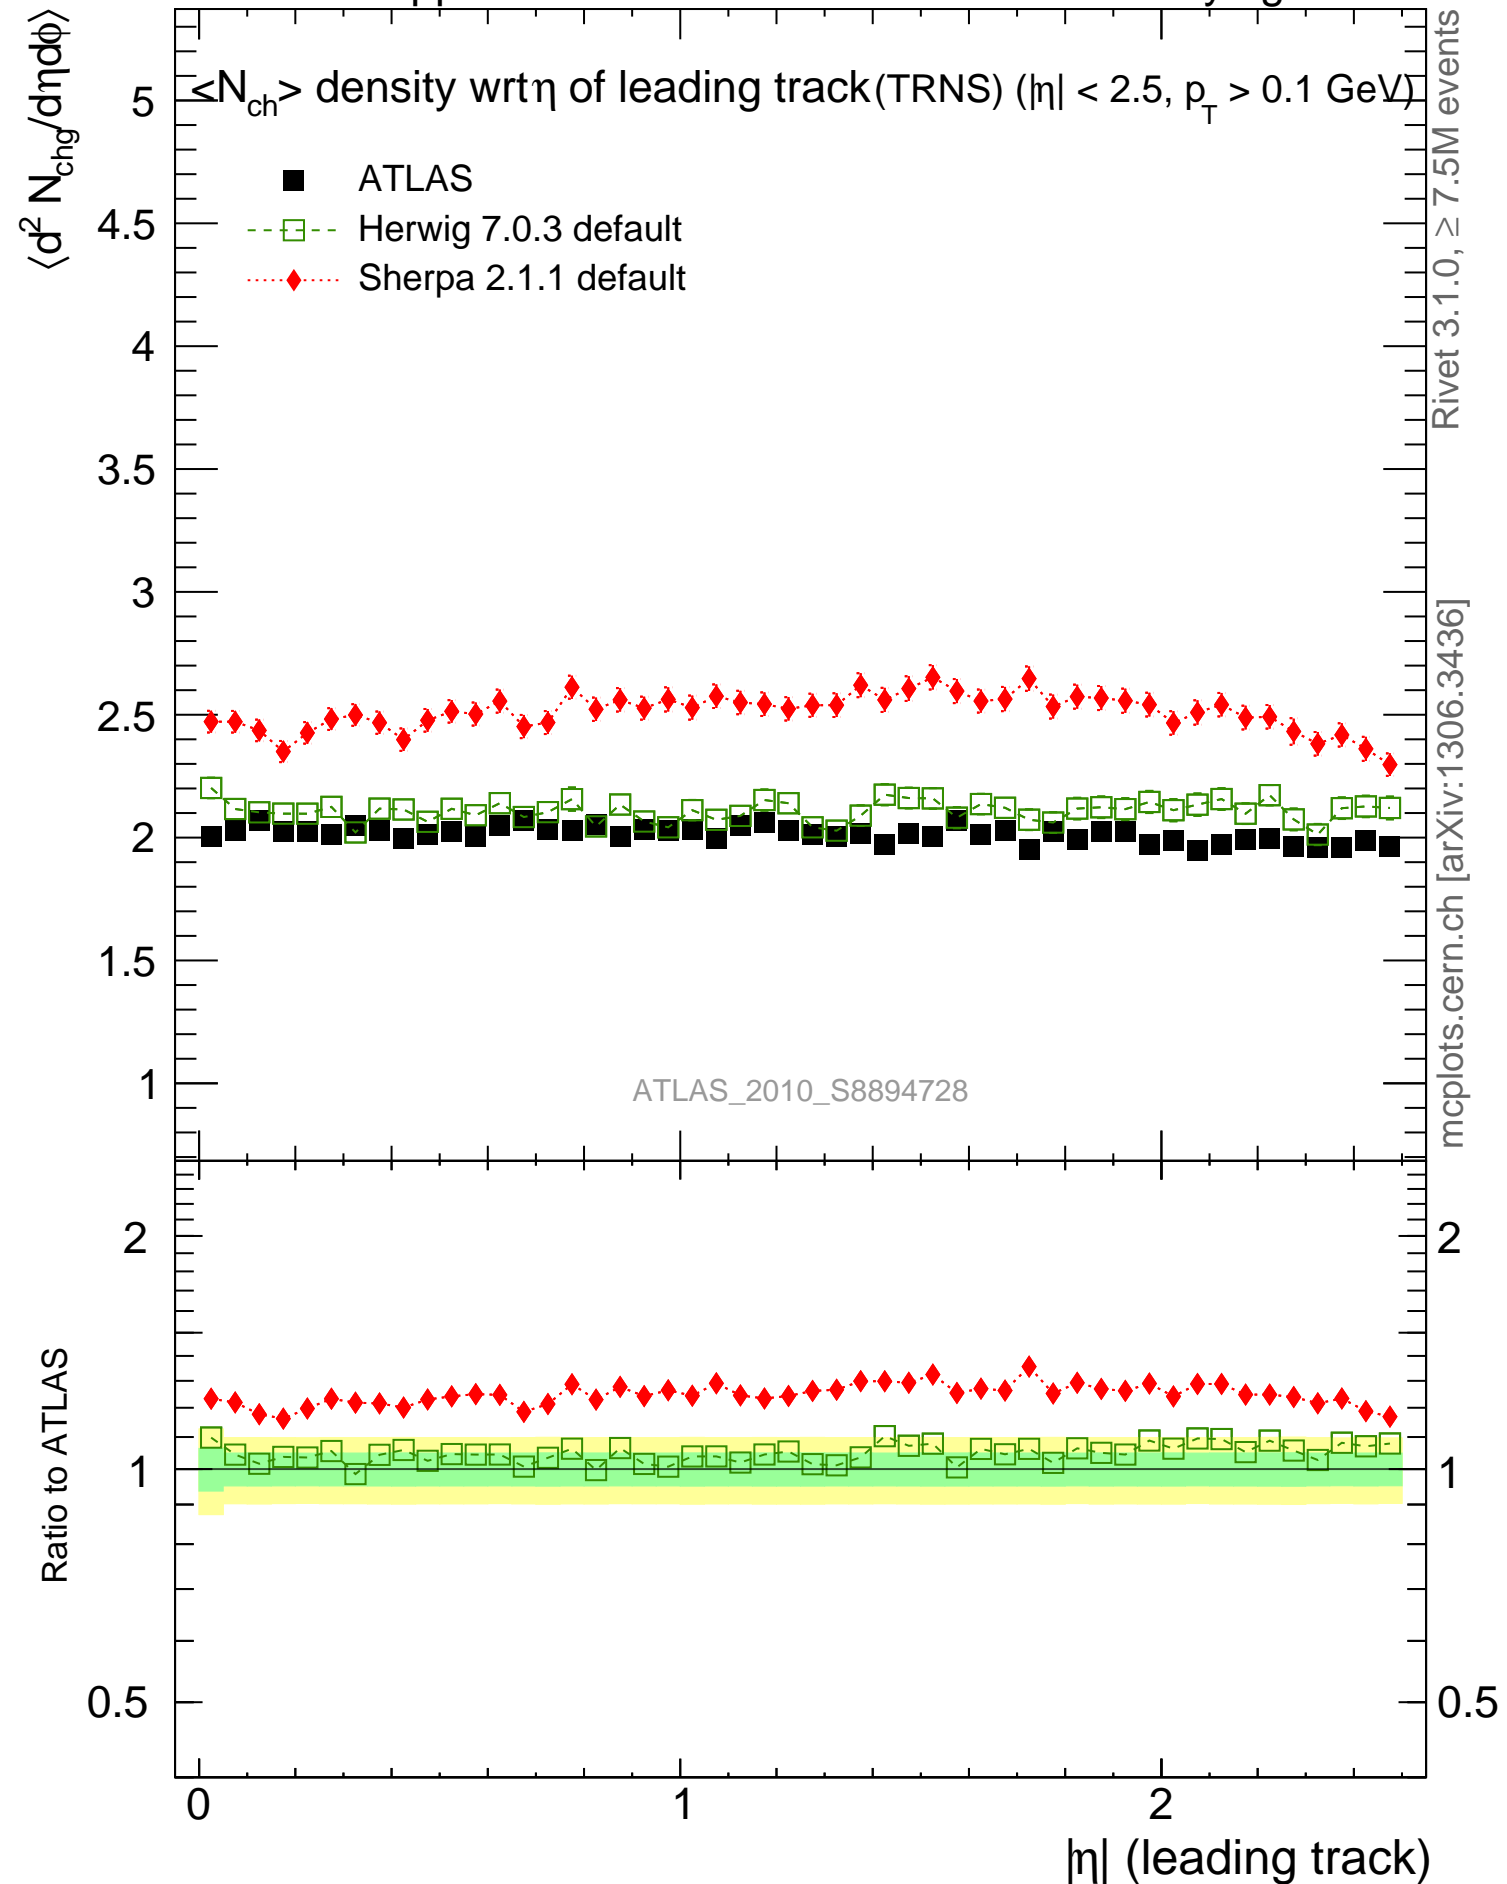 ⟨d² N_chg/dηdϕ⟩
<N_ch> density wrt η of leading track (TRNS) (|η| < 2.5, p_T > 0.1 GeV)
ATLAS
Herwig 7.0.3 default
Sherpa 2.1.1 default
5
4.5
4
3.5
3
2.5
2
1.5
1
ATLAS_2010_S8894728
Rivet 3.1.0, ≥ 7.5M events
mcplots.cern.ch [arXiv:1306.3436]
Ratio to ATLAS
2
1
0.5
2
1
0.5
0
1
2
|η| (leading track)